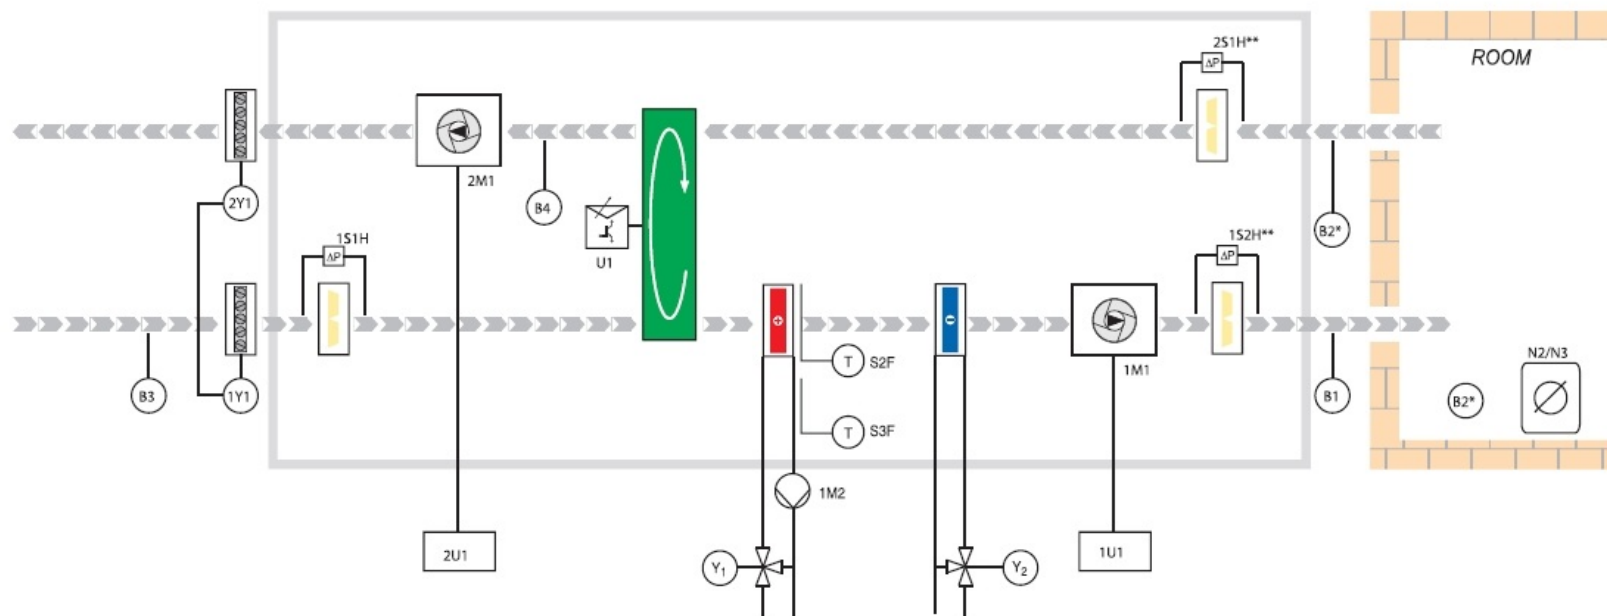 2S1H**
ΔP
ROOM
2M1
2Y1
B4
B2*
1S1H
ΔP
1S2H**
ΔP
U1
+
-
N2/N3
T S2F
1M1
B3
1Y1
B1
B2*
T S3F
1M2
2U1
1U1
Y1
Y2